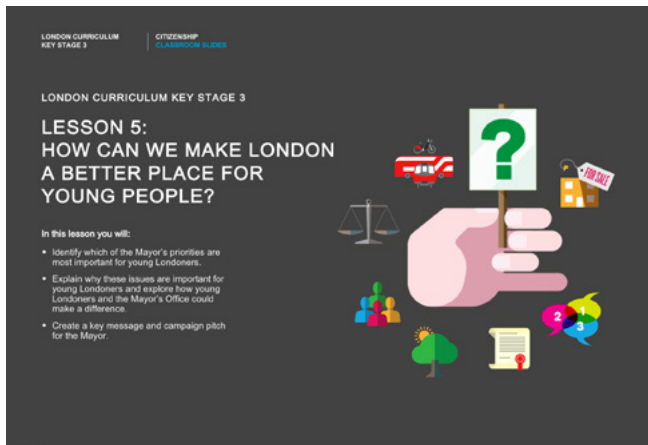 LONDON CURRICULUM
KEY STAGE 3
CITIZENSHIP
CLASSROOM SLIDES
LONDON CURRICULUM KEY STAGE 3
LESSON 5:
HOW CAN WE MAKE LONDON
A BETTER PLACE FOR
YOUNG PEOPLE?
In this lesson you will:
• Identify which of the Mayor's priorities are
most important for young Londoners.
• Explain why these issues are important for
young Londoners and explore how young
Londoners and the Mayor's Office could
make a difference.
• Create a key message and campaign pitch
for the Mayor.
?
FOR SALE
1
2
3